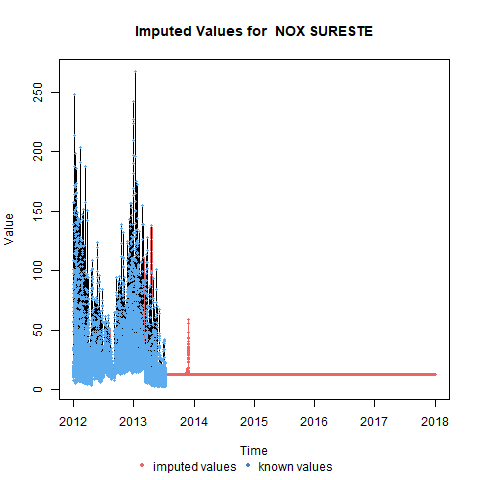 Imputed Values for NOX SURESTE
Value
250
200
150
100
50
0
2012 2013 2014 2015 2016 2017 2018
Time
imputed values known values